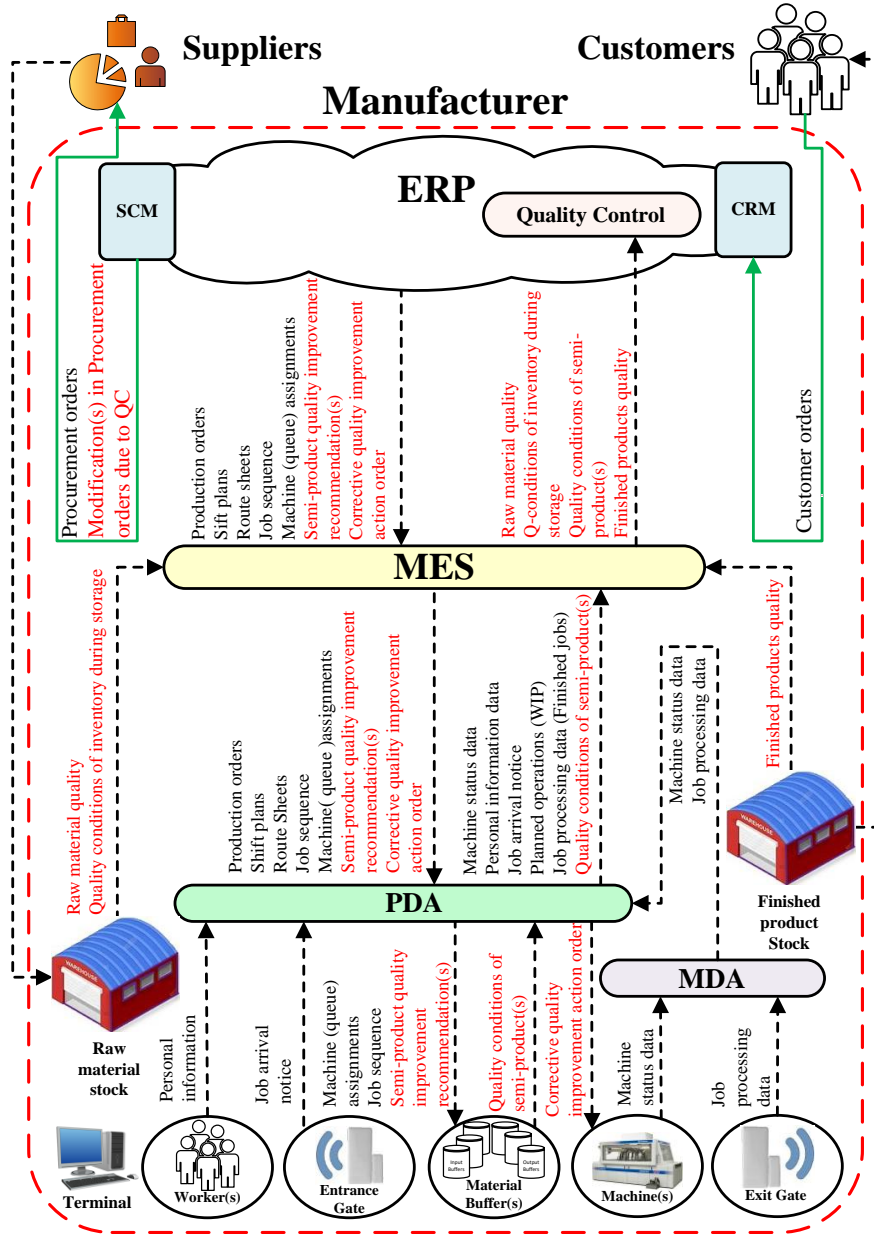 Suppliers
Customers
Manufacturer
ERP
SCM
Quality Control
CRM
Procurement orders
Modification(s) in Procurement
orders due to QC
Production orders
Sift plans
Route sheets
Job sequence
Machine (queue) assignments
Semi-product quality improvement
recommendation(s)
Corrective quality improvement
action order
Raw material quality
Q-conditions of inventory during
storage
Quality conditions of semi-
product(s)
Finished products quality
Customer orders
MES
Raw material quality
Quality conditions of inventory during storage
Production orders
Shift plans
Route Sheets
Job sequence
Machine( queue )assignments
Semi-product quality improvement
recommendation(s)
Corrective quality improvement
action order
Machine status data
Personal information data
Job arrival notice
Planned operations (WIP)
Job processing data (Finished jobs)
Quality conditions of semi-product(s)
Machine status data
Job processing data
Finished products quality
WAREHOUSE
Finished
product
Stock
PDA
WAREHOUSE
Raw
material
stock
MDA
Personal
information
Job arrival
notice
Machine (queue)
assignments
Job sequence
Semi-product quality
improvement
recommendation(s)
Quality conditions of
semi-product(s)
Corrective quality
improvement action order
Machine
status data
Job
processing
data
Terminal
Worker(s)
Entrance
Gate
Input
Buffers
Output
Buffers
Material
Buffer(s)
Machine(s)
Exit Gate